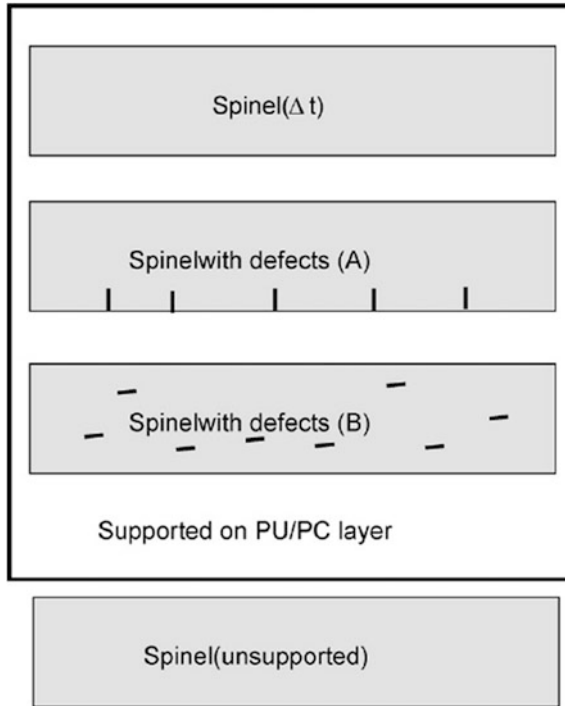 Spinel(Δ t)
Spinelwith defects (A)
Spinelwith defects (B)
Supported on PU/PC layer
Spinel(unsupported)